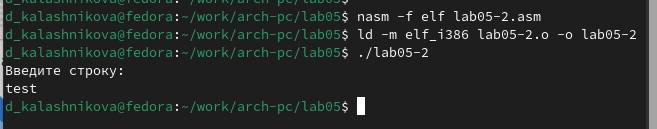 d_kalashnikova@fedora:~/work/arch-pc/lab05$ nasm -f elf lab05-2.asm
d_kalashnikova@fedora:~/work/arch-pc/lab05$ ld -m elf_i386 lab05-2.o -o lab05-2
d_kalashnikova@fedora:~/work/arch-pc/lab05$ ./lab05-2
Введите строку:
test
d_kalashnikova@fedora:~/work/arch-pc/lab05$